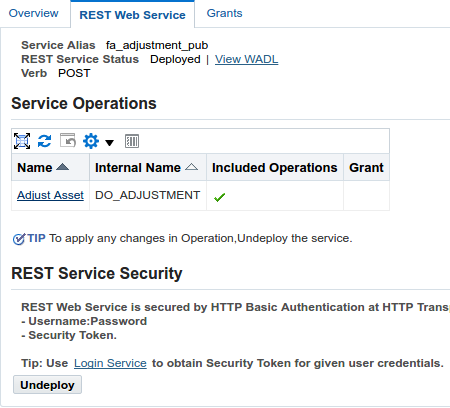 Overview REST Web Service Grants
Service Alias fa_adjustment_pub
REST Service Status Deployed | View WADL
Verb POST
Service Operations
Name Internal Name Included Operations Grant
Adjust Asset DO_ADJUSTMENT
TIP To apply any changes in Operation,Undeploy the service.
REST Service Security
REST Web Service is secured by HTTP Basic Authentication at HTTP
- Username:Password
- Security Token.
Tip: Use Login Service to obtain Security Token for given user credentials.
Undeploy